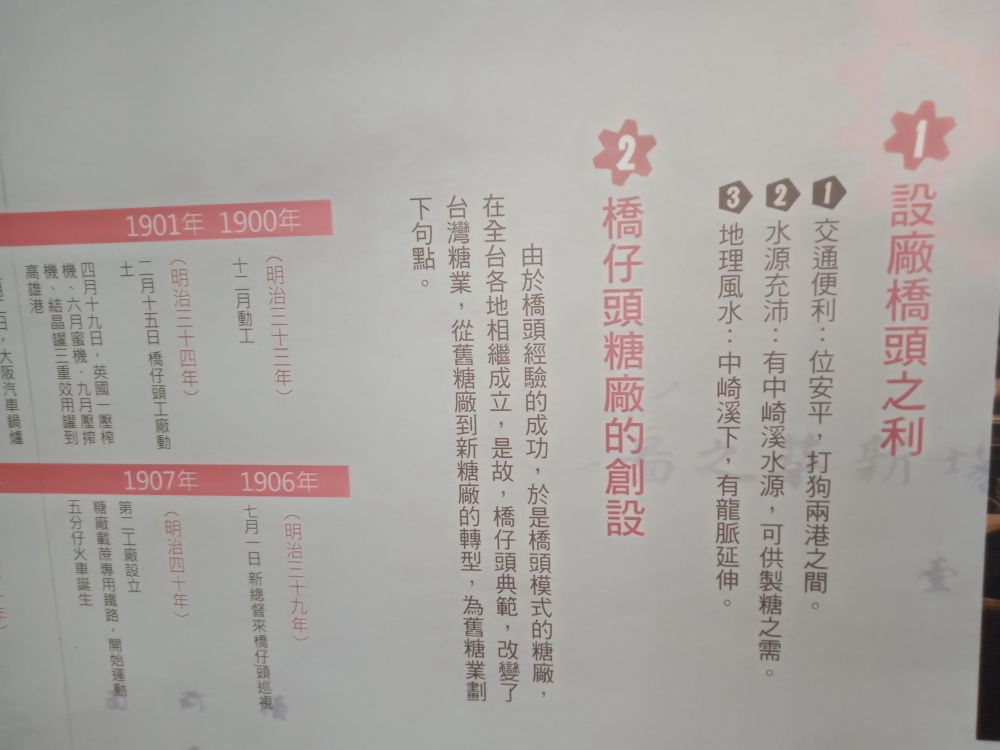 1 設廠橋頭之利
1 交通便利：位安平，打狗兩港之間。
2 水源充沛：有中崎溪水源，可供製糖之需。
3 地理風水：中崎溪下，有龍脈延伸。
2 橋仔頭糖廠的創設
由於橋頭經驗的成功，於是橋頭模式的糖廠，
在全台各地相繼成立，是故，橋仔頭典範，改變了
台灣糖業，從舊糖廠到新糖廠的轉型，為舊糖業劃
下句點。
1900年
（明治三十三年）
十二月動工
1901年
（明治三十四年）
二月十五日 橋仔頭工廠動
土
四月十九日，英國一壓榨
機、六月蜜機、九月壓榨
機、結晶罐三重效用罐到
高雄港
大阪汽車鍋爐
1906年
（明治三十九年）
七月一日 新總督來橋仔頭巡視
1907年
（明治四十年）
第二工廠設立
糖廠載蔗專用鐵路，開始運動
五分仔火車誕生